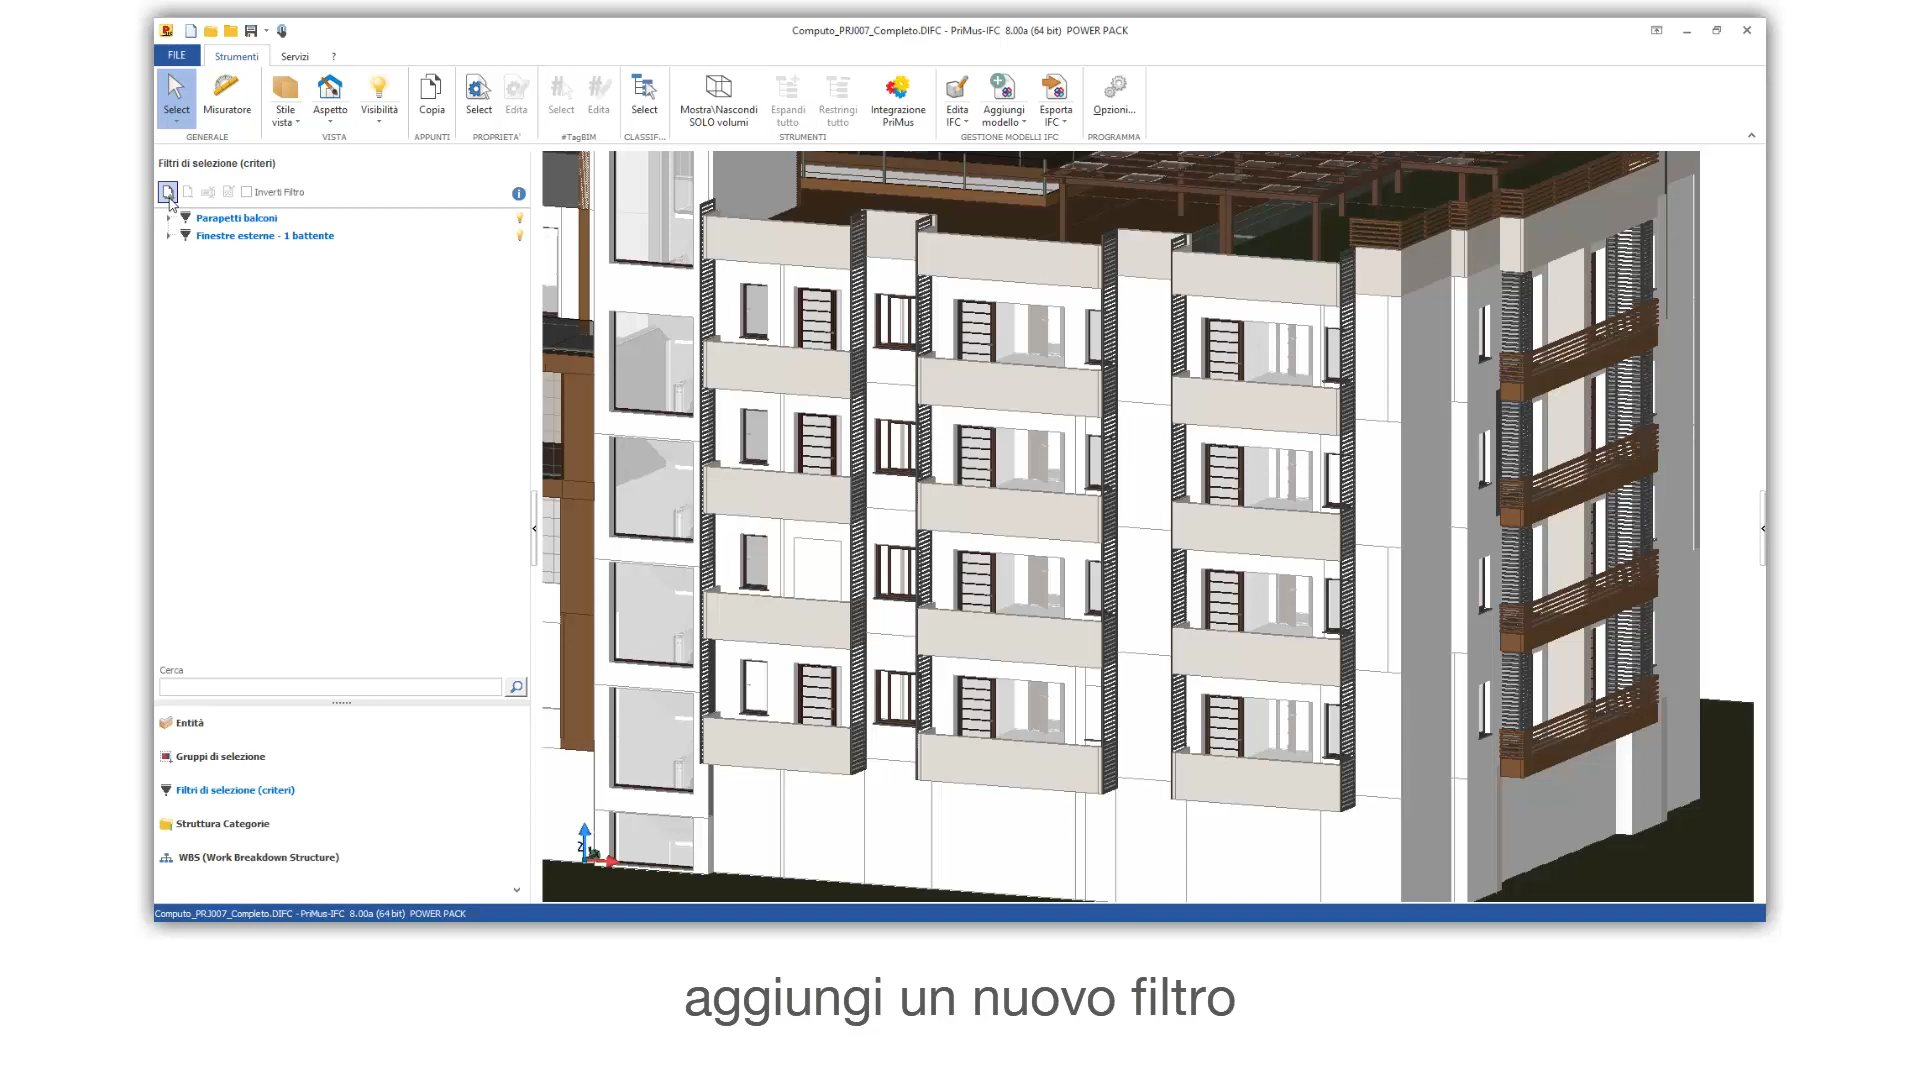 Computo_PRJ007_Completo.DIFC - PriMus-IFC 8.00a (64 bit) POWER PACK
FILE Strumenti Servizi ?
Select Misuratore Stile vista Aspetto Visibilità Copia Select Edita Select Edita Select Mostra\Nascondi SOLO volumi Espandi tutto Restringi tutto Integrazione PriMus Edita IFC Aggiungi modello Esporta IFC Opzioni...
GENERALE VISTA APPUNTI PROPRIETA' #TagBIM CLASSIF... STRUMENTI GESTIONE MODELLI IFC PROGRAMMA
Filtri di selezione (criteri)
Inverti Filtro
Parapetti balconi
Finestre esterne - 1 battente
Cerca
Entità
Gruppi di selezione
Filtri di selezione (criteri)
Struttura Categorie
WBS (Work Breakdown Structure)
Z
Computo_PRJ007_Completo.DIFC - PriMus-IFC 8.00a (64 bit) POWER PACK
aggiungi un nuovo filtro